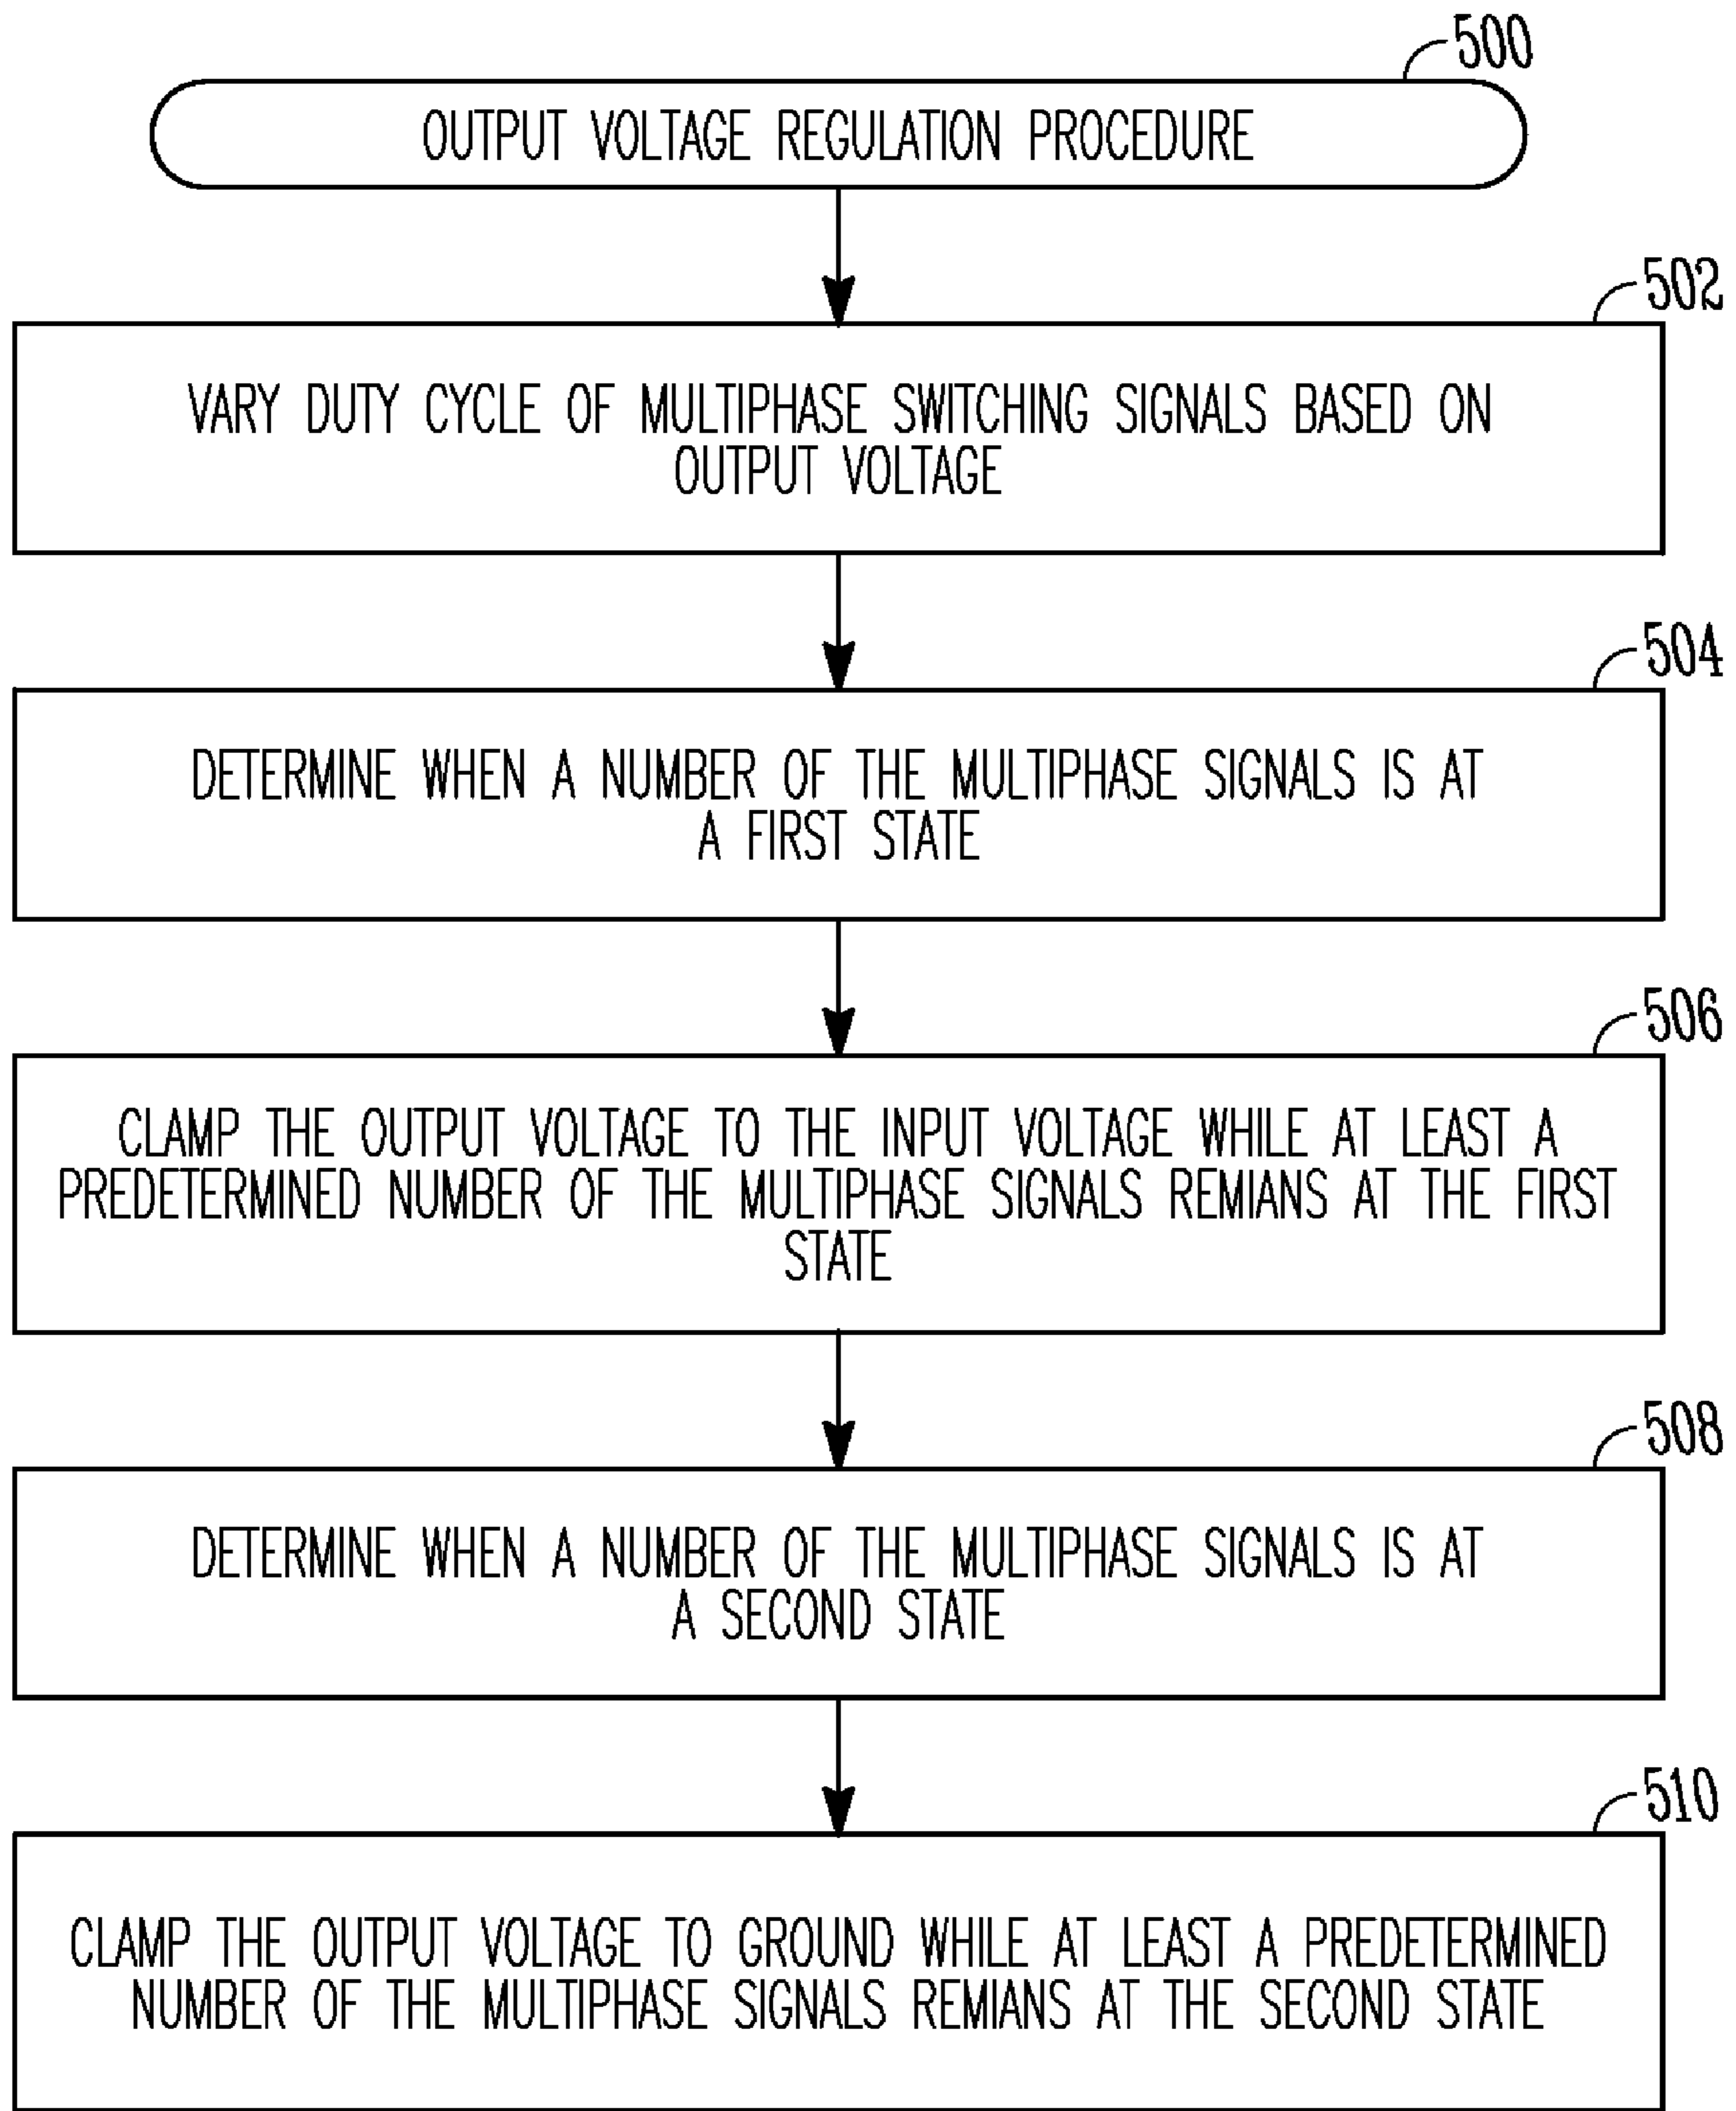 500
OUTPUT VOLTAGE REGULATION PROCEDURE
502
VARY DUTY CYCLE OF MULTIPHASE SWITCHING SIGNALS BASED ON
OUTPUT VOLTAGE
504
DETERMINE WHEN A NUMBER OF THE MULTIPHASE SIGNALS IS AT
A FIRST STATE
506
CLAMP THE OUTPUT VOLTAGE TO THE INPUT VOLTAGE WHILE AT LEAST A
PREDETERMINED NUMBER OF THE MULTIPHASE SIGNALS REMIANS AT THE FIRST
STATE
508
DETERMINE WHEN A NUMBER OF THE MULTIPHASE SIGNALS IS AT
A SECOND STATE
510
CLAMP THE OUTPUT VOLTAGE TO GROUND WHILE AT LEAST A PREDETERMINED
NUMBER OF THE MULTIPHASE SIGNALS REMIANS AT THE SECOND STATE